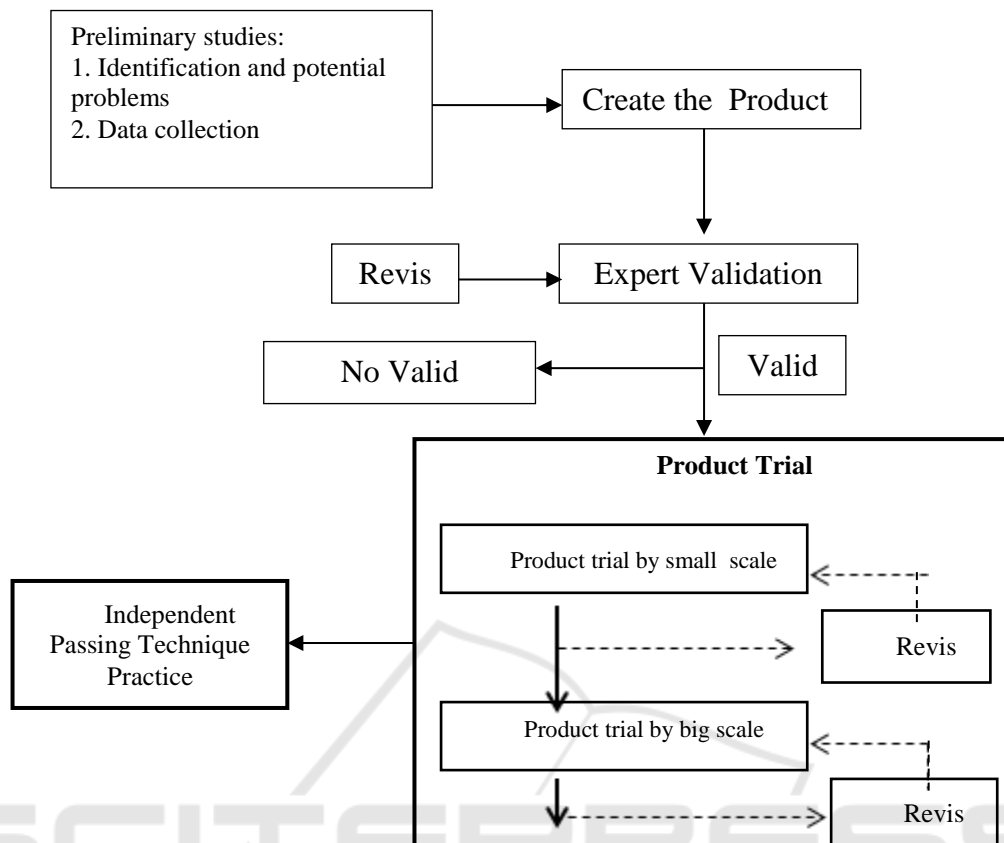 Preliminary studies:
1. Identification and potential
problems
2. Data collection
Create the Product
Revis
Expert Validation
No Valid
Valid
Product Trial
Product trial by small scale
Independent
Passing Technique
Practice
Revis
Product trial by big scale
Revis